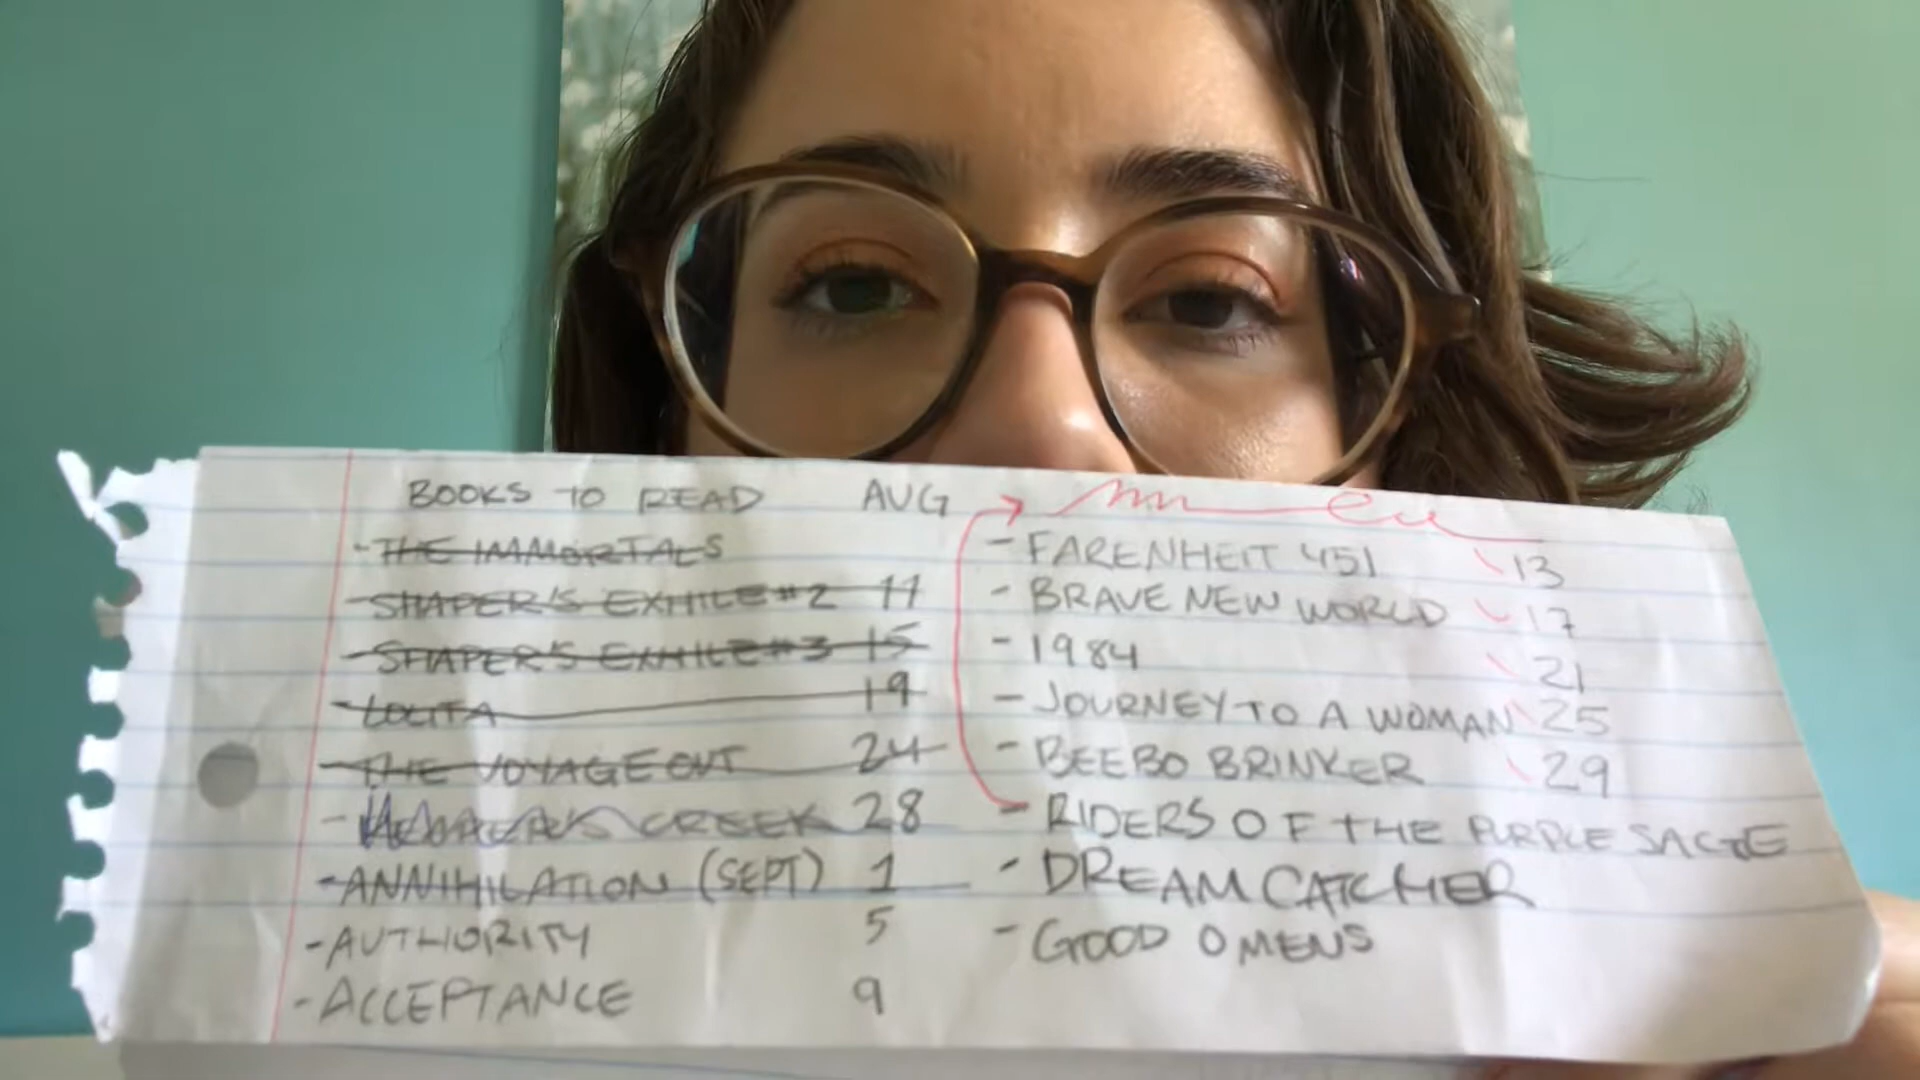 BOOKS TO READ AUG
- THE IMMORTALS
- SHAPER'S EXHILE #2 11
- SHAPER'S EXHILE #3 15
- LOLITA 19
- THE VOYAGE OUT 24
- CREEK 28
- ANNIHILATION (SEPT) 1
- AUTHORITY 5
- ACCEPTANCE 9
- FARENHEIT 451 13
- BRAVE NEW WORLD 17
- 1984 21
- JOURNEY TO A WOMAN 25
- BEEBO BRINKER 29
- RIDERS OF THE PURPLE SAGE
- DREAMCATCHER
- GOOD OMENS